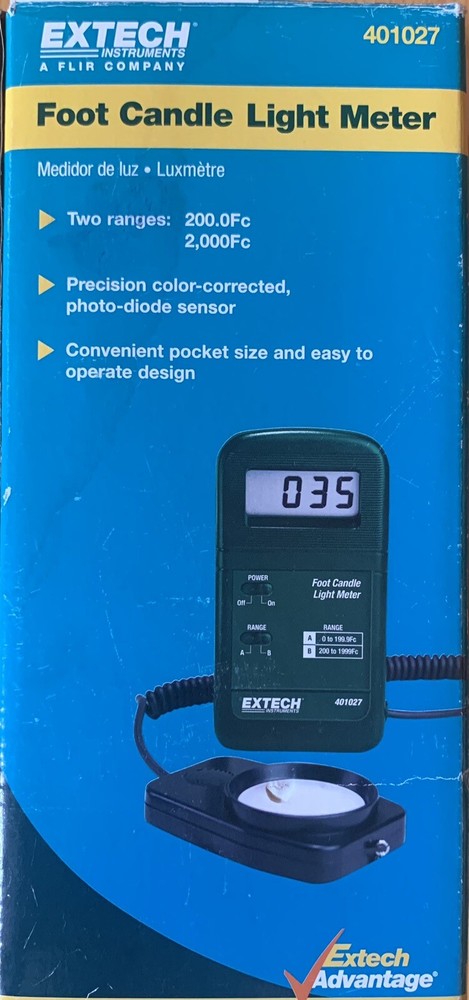 EXTECH®
INSTRUMENTS
A FLIR COMPANY
401027
Foot Candle Light Meter
Medidor de luz • Luxmètre
Two ranges: 200.0Fc
2,000Fc
Precision color-corrected,
photo-diode sensor
Convenient pocket size and easy to
operate design
035
POWER
Off On
Foot Candle
Light Meter
RANGE
A B
RANGE
A 0 to 199.9Fc
B 200 to 1999Fc
EXTECH
INSTRUMENTS
401027
Extech
Advantage®